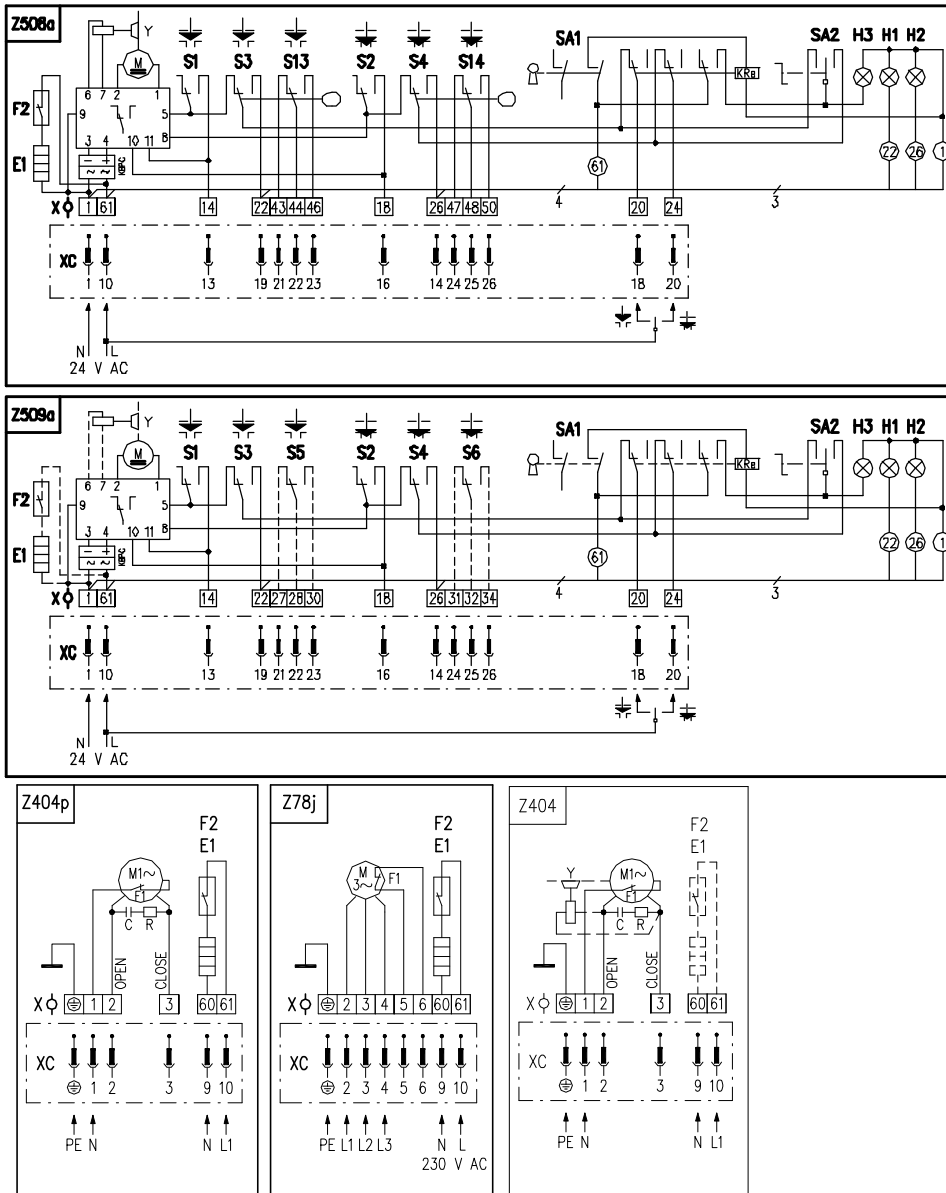 Z508a
Y
M
S1 S3 S13 S2 S4 S14 SA1 SA2 H3 H1 H2
KR
F2
6 7 2 1
9 5
8
3 4 10 11
E1
61 22 26 1
4 3
X 1 61 14 22 43 44 46 18 26 47 48 50 20 24
XC
1 10 13 19 21 22 23 16 14 24 25 26 18 20
N L
24 V AC
Z509a
Y
M
S1 S3 S5 S2 S4 S6 SA1 SA2 H3 H1 H2
KR
F2
6 7 2 1
9 5
8
3 4 10 11
E1
61 22 26 1
4 3
X 1 61 14 22 27 28 30 18 26 31 32 34 20 24
XC
1 10 13 19 21 22 23 16 14 24 25 26 18 20
N L
24 V AC
Z404p
F2
E1
M1~
F1
C R
OPEN
CLOSE
X 1 2 3 60 61
XC
1 2 3 9 10
PE N N L1
Z78j
F2
E1
M
3~
F1
X 2 3 4 5 6 60 61
XC
2 3 4 5 6 9 10
PE L1 L2 L3 N L
230 V AC
Z404
F2
E1
Y
M1~
F1
C R
OPEN
CLOSE
X 1 2 3 60 61
XC
1 2 3 9 10
PE N N L1